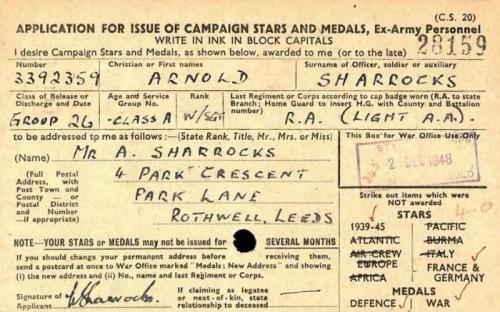 (C.S. 20)
APPLICATION FOR ISSUE OF CAMPAIGN STARS AND MEDALS, Ex-Army Personnel
WRITE IN INK IN BLOCK CAPITALS
I desire Campaign Stars and Medals, as shown below, awarded to me (or to the late)
28159
Number
Christian or First names
Surname of Officer, soldier or auxiliary
3392359
ARNOLD
SHARROCKS
Class of Release or Discharge and Date
Age and Service Group No.
Rank
Last Regiment or Corps according to cap badge worn (R.A. to state
Branch; Home Guard to insert H.G. with County and Battalion
number)
GROUP 26
-CLASS A
W/SGT
R.A. (LIGHT A.A.)
to be addressed to me as follows:—(State Rank, Title, Mr., Mrs. or Miss)
This Box for War Office Use Only
(Name)
MR A. SHARROCKS
2 DEC 1948
(Full Postal
Address, with
Post Town and
County — or
Postal District
and Number—
if appropriate)
4 PARK CRESCENT
PARK LANE
ROTHWELL, LEEDS
Strike out items which were
not awarded
STARS
1939-45
PACIFIC
ATLANTIC
BURMA
AIR CREW
EUROPE
ITALY
AFRICA
FRANCE &
GERMANY
MEDALS
DEFENCE
WAR
NOTE—YOUR STARS or MEDALS may not be issued for
SEVERAL MONTHS
If you should change your permanent address before receiving them,
send a postcard at once to War Office marked "Medals: New Address" and showing
(i) the new address and (ii) No., name and last Regiment or Corps.
Signature of
Applicant
If claiming as legatee
or next-of-kin, state
relationship to deceased